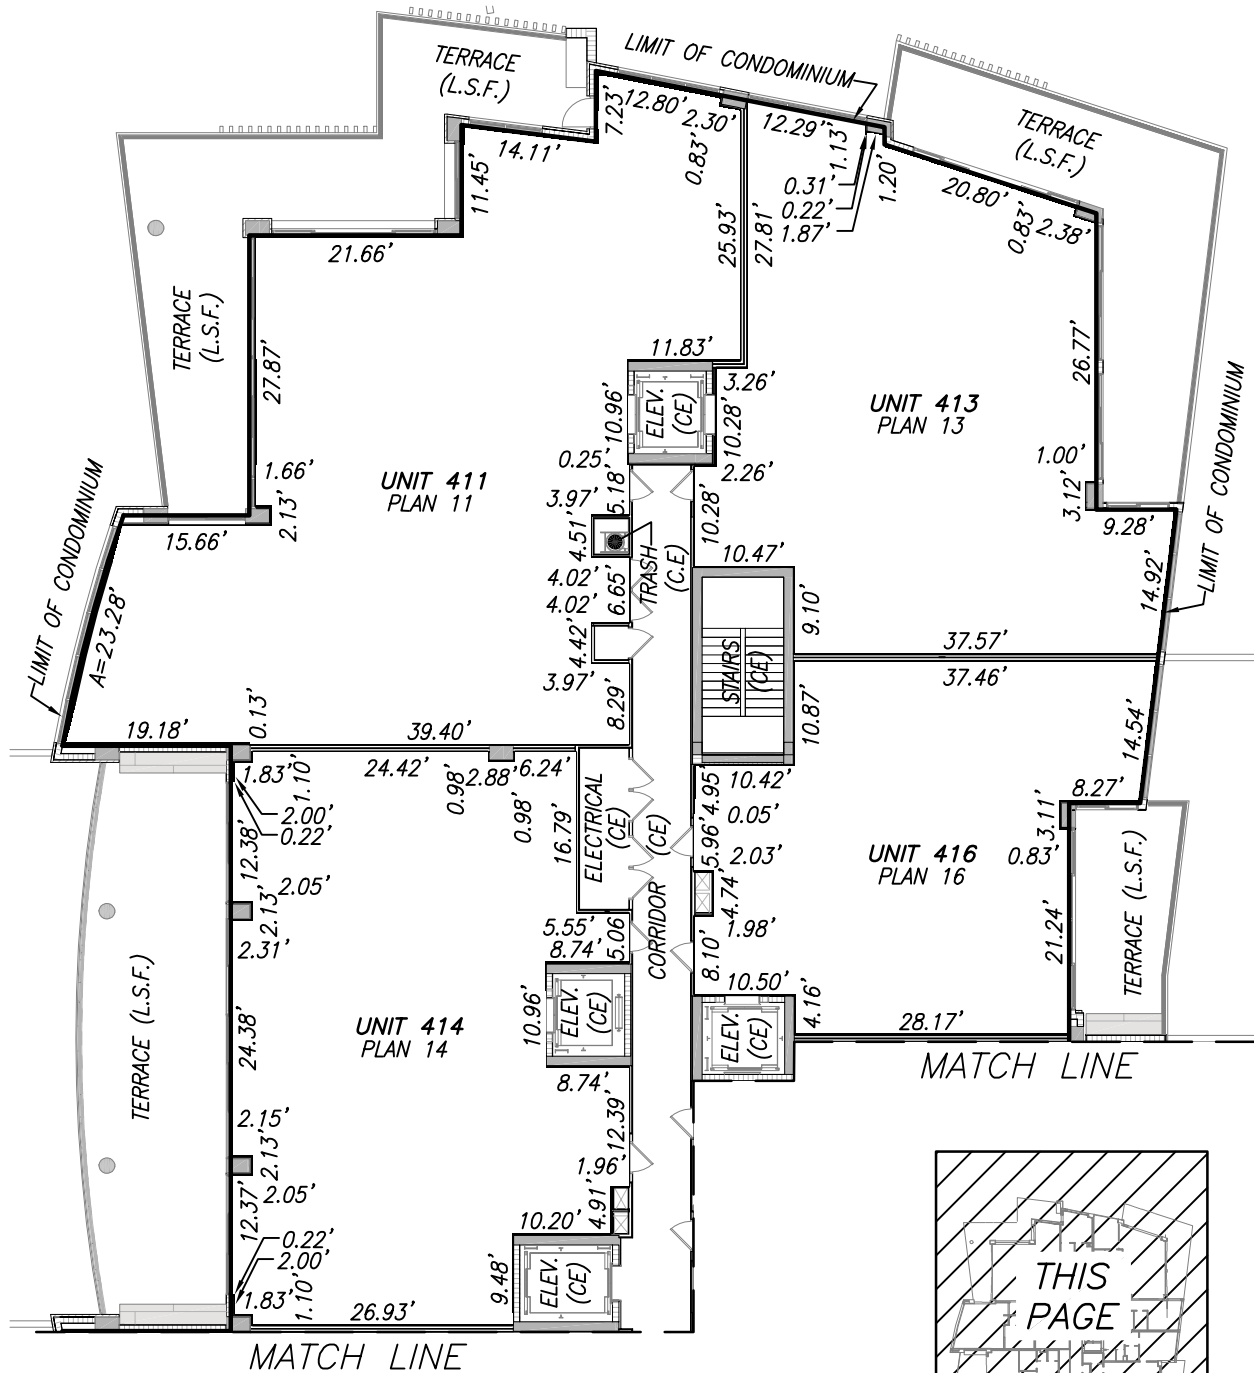 TERRACE
(L.S.F.)
LIMIT OF CONDOMINIUM
12.80'
7.23'
2.30'
0.83'
12.29'
1.13'
0.31'
0.22'
1.87'
1.20'
TERRACE
(L.S.F.)
20.80'
0.83'
2.38'
14.11'
11.45'
21.66'
25.93'
27.81'
TERRACE
(L.S.F.)
27.87'
11.83'
3.26'
10.96'
ELEV.
(CE)
10.28'
2.26'
UNIT 413
PLAN 13
26.77'
LIMIT OF CONDOMINIUM
1.00'
3.12'
9.28'
14.92'
0.25'
5.18'
3.97'
4.51'
UNIT 411
PLAN 11
1.66'
2.13'
15.66'
LIMIT OF CONDOMINIUM
A=23.28'
10.28'
10.47'
TRASH
(C.E)
4.02'
6.65'
4.02'
4.42'
3.97'
8.29'
9.10'
37.57'
37.46'
STAIRS
(CE)
10.87'
14.54'
19.18'
0.13'
39.40'
1.83'
1.10'
24.42'
0.98'
2.88'
6.24'
0.98'
2.00'
0.22'
16.79'
ELECTRICAL
(CE)
(CE)
CORRIDOR
4.95'
10.42'
0.05'
5.96'
2.03'
4.74'
1.98'
8.10'
10.50'
8.27'
3.11'
0.83'
UNIT 416
PLAN 16
TERRACE (L.S.F.)
21.24'
12.38'
2.05'
2.13'
2.31'
5.55'
8.74'
5.06
TERRACE (L.S.F.)
24.38'
UNIT 414
PLAN 14
10.96'
ELEV.
(CE)
ELEV.
(CE)
4.16'
28.17'
MATCH LINE
8.74'
12.39'
2.15'
2.13'
2.05'
12.37'
1.96'
4.91'
10.20'
0.22'
2.00'
1.83'
1.10'
9.48'
ELEV.
(CE)
26.93'
MATCH LINE
THIS
PAGE